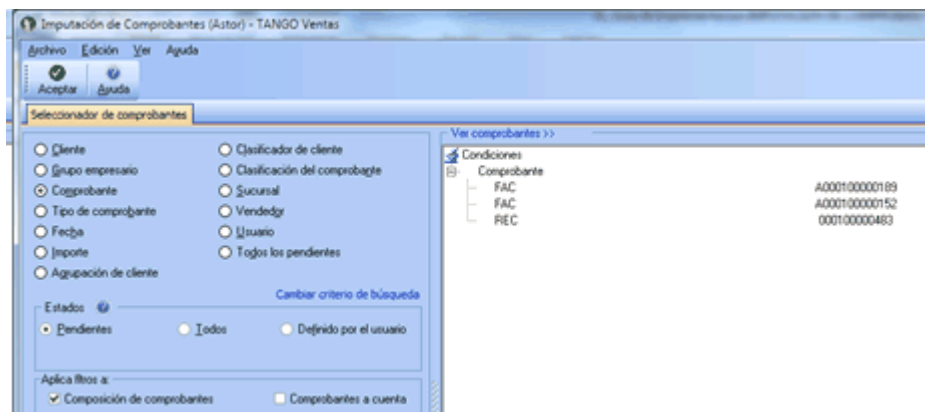 Imputación de Comprobantes (Astor) - TANGO Ventas
Archivo Edición Ver Ayuda
Aceptar Ayuda
Seleccionador de comprobantes
Cliente Clasificador de cliente
Grupo empresario Clasificación del comprobante
Comprobante Sucursal
Tipo de comprobante Vendedor
Fecha Usuario
Importe Todos los pendientes
Agrupación de cliente
Cambiar criterio de búsqueda
Estados
Pendientes Todos Definido por el usuario
Aplica filtros a:
Composición de comprobantes Comprobantes a cuenta
Ver comprobantes >>
Condiciones
Comprobante
FAC A000100000189
FAC A000100000152
REC 000100000483